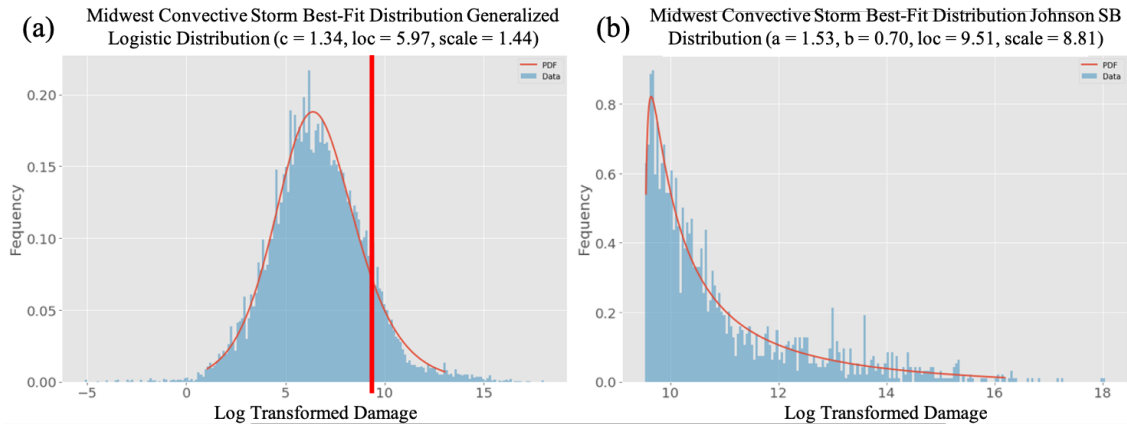 (a)
Midwest Convective Storm Best-Fit Distribution Generalized
Logistic Distribution (c = 1.34, loc = 5.97, scale = 1.44)
PDF
Data
0.20
0.15
0.10
0.05
0.00
Fequency
−5
0
5
10
15
Log Transformed Damage
(b)
Midwest Convective Storm Best-Fit Distribution Johnson SB
Distribution (a = 1.53, b = 0.70, loc = 9.51, scale = 8.81)
PDF
Data
0.8
0.6
0.4
0.2
0.0
Fequency
10
12
14
16
18
Log Transformed Damage